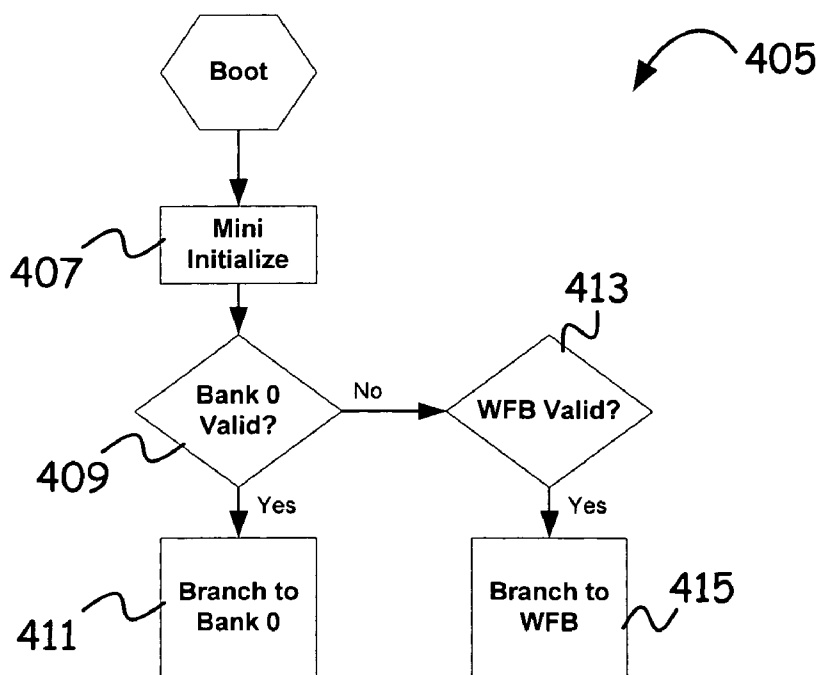 Boot
405
Mini
Initialize
407
413
Bank 0
Valid?
No
WFB Valid?
409
Yes
Yes
Branch to
Bank 0
411
Branch to
WFB
415